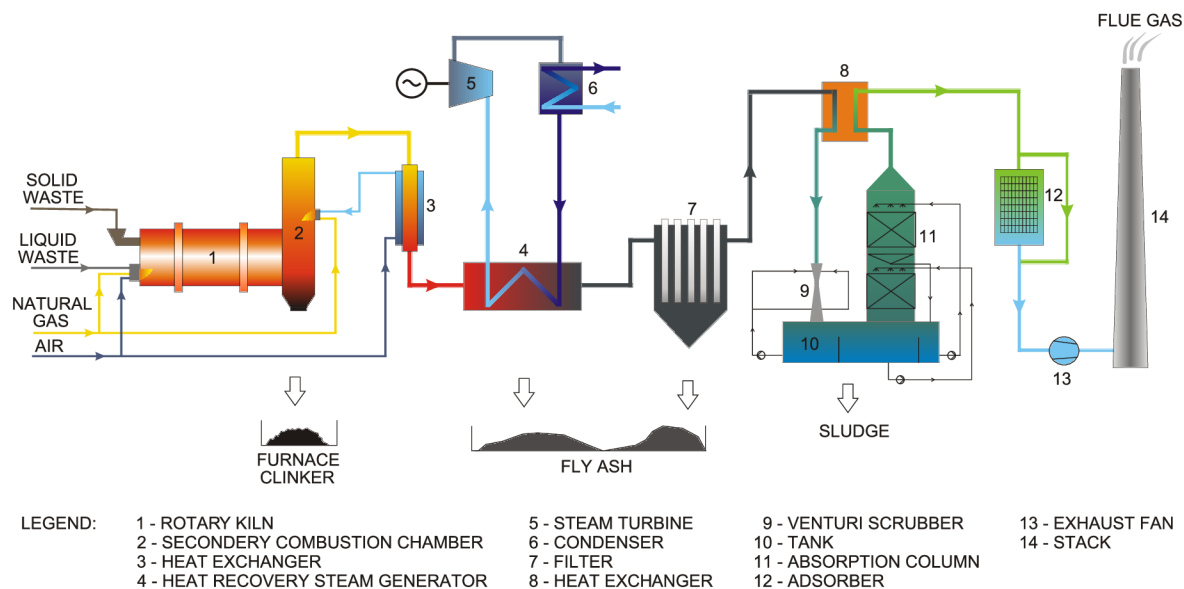 FLUE GAS
5
6
8
SOLID
WASTE
3
7
12
LIQUID
WASTE
1
2
4
11
14
9
NATURAL
GAS
AIR
10
13
FURNACE
CLINKER
FLY ASH
SLUDGE
LEGEND:
1 - ROTARY KILN
2 - SECONDERY COMBUSTION CHAMBER
3 - HEAT EXCHANGER
4 - HEAT RECOVERY STEAM GENERATOR
5 - STEAM TURBINE
6 - CONDENSER
7 - FILTER
8 - HEAT EXCHANGER
9 - VENTURI SCRUBBER
10 - TANK
11 - ABSORPTION COLUMN
12 - ADSORBER
13 - EXHAUST FAN
14 - STACK